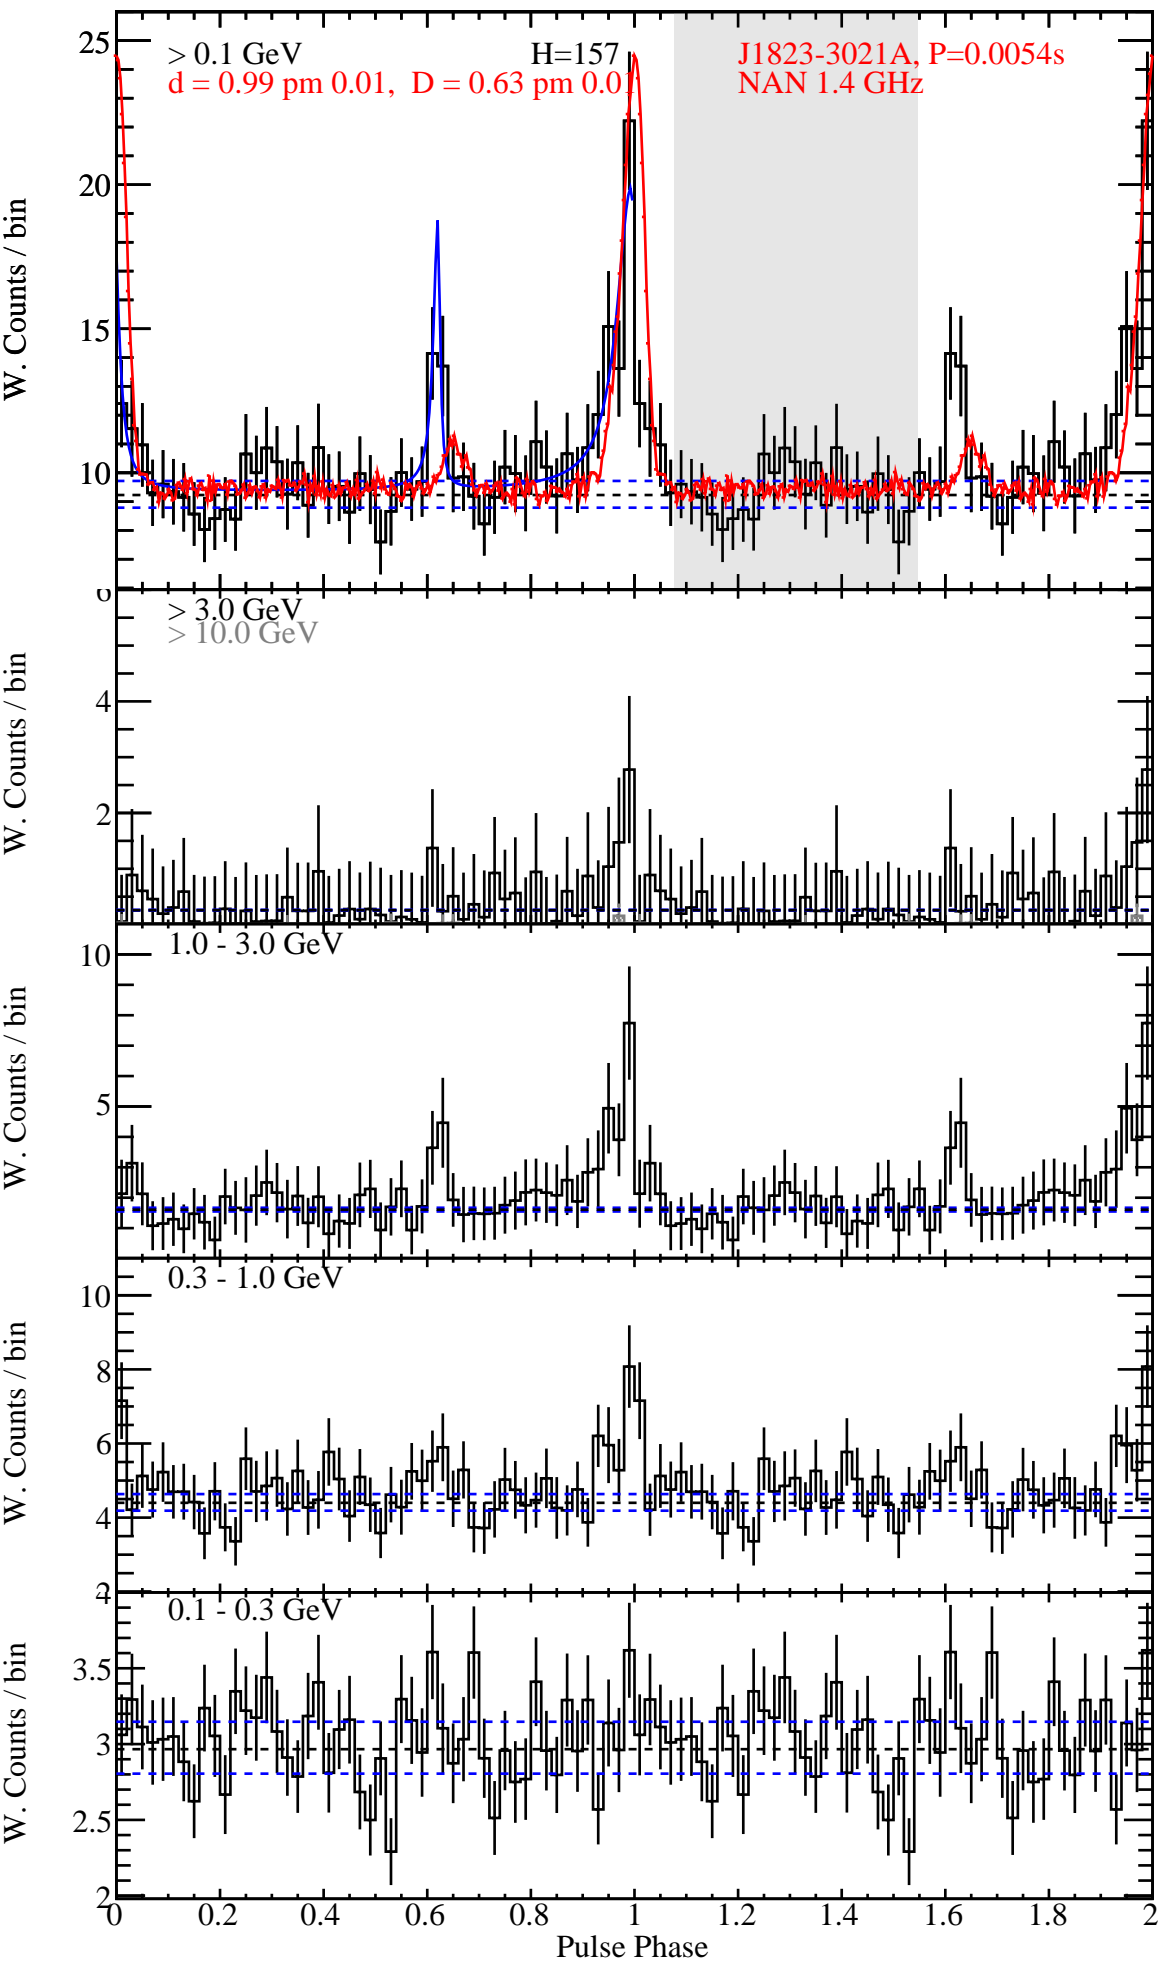 > 0.1 GeV H=157 J1823-3021A, P=0.0054s
d = 0.99 pm 0.01, D = 0.63 pm 0.01 NAN 1.4 GHz
25
20
15
10
W. Counts / bin
> 3.0 GeV
> 10.0 GeV
6
4
2
W. Counts / bin
1.0 - 3.0 GeV
10
5
W. Counts / bin
0.3 - 1.0 GeV
10
8
6
4
2
W. Counts / bin
0.1 - 0.3 GeV
3.5
3
2.5
2
W. Counts / bin
0 0.2 0.4 0.6 0.8 1 1.2 1.4 1.6 1.8 2
Pulse Phase